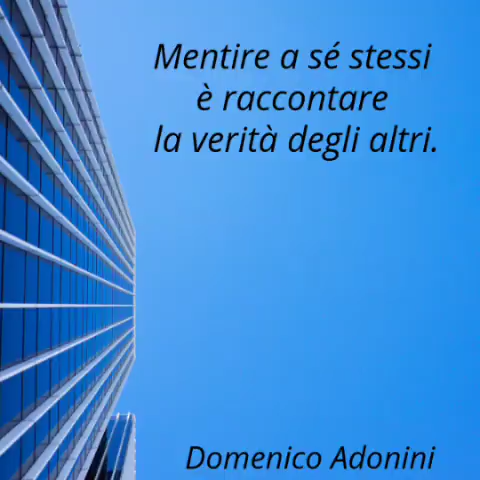 Mentire a sé stessi
è raccontare
la verità degli altri.
Domenico Adonini